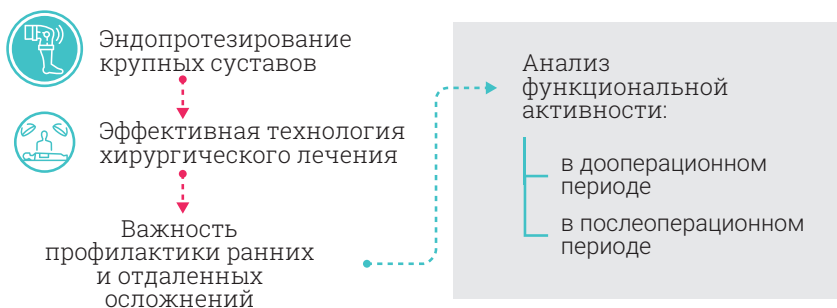 Эндопротезирование
крупных суставов
Эффективная технология
хирургического лечения
Важность
профилактики ранних
и отдаленных
осложнений
Анализ
функциональной
активности:
в дооперационном
периоде
в послеоперационном
периоде